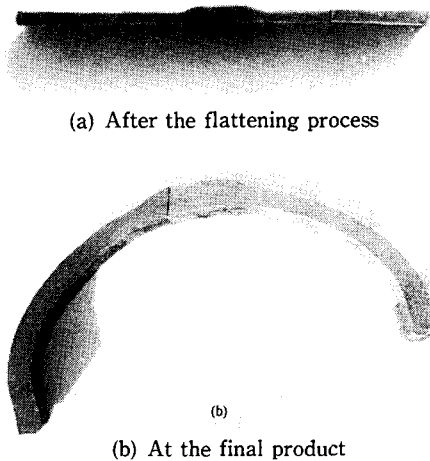 (a) After the flattening process
(b)
(b) At the final product